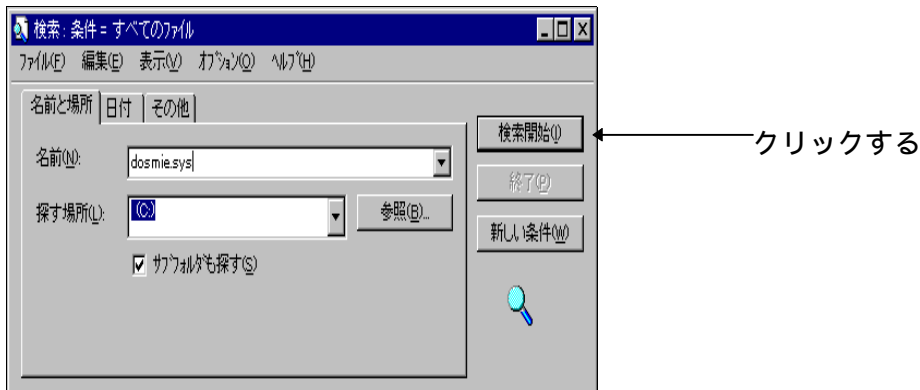 検索: 条件 = すべてのﾌｧｲﾙ
ﾌｧｲﾙ(F) 編集(E) 表示(V) ｵﾌﾟｼｮﾝ(O) ﾍﾙﾌﾟ(H)
名前と場所 日付 その他
名前(N): dosmie.sys
探す場所(L): (C:) 参照(B)...
ｻﾌﾞﾌｫﾙﾀﾞも探す(S)
検索開始(I)
終了(P)
新しい条件(W)
クリックする